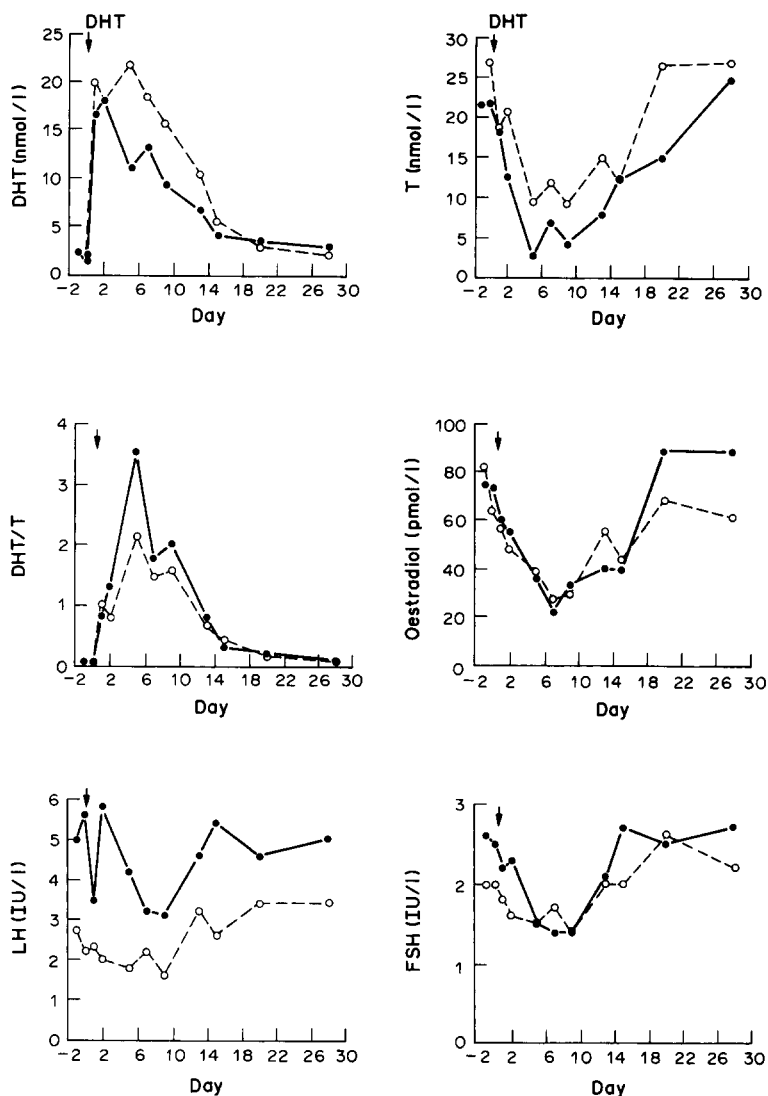 DHT
DHT (nmol/l)
25
20
15
10
5
0
-2 2 6 10 14 18 22 26 30
Day
DHT
T (nmol/l)
30
25
20
15
10
5
0
-2 2 6 10 14 18 22 26 30
Day
DHT/T
4
3
2
1
0
-2 2 6 10 14 18 22 26 30
Day
Oestradiol (pmol/l)
100
80
60
40
20
0
-2 2 6 10 14 18 22 26 30
Day
LH (IU/l)
6
5
4
3
2
1
0
-2 2 6 10 14 18 22 26 30
Day
FSH (IU/l)
3
2
1
0
-2 2 6 10 14 18 22 26 30
Day